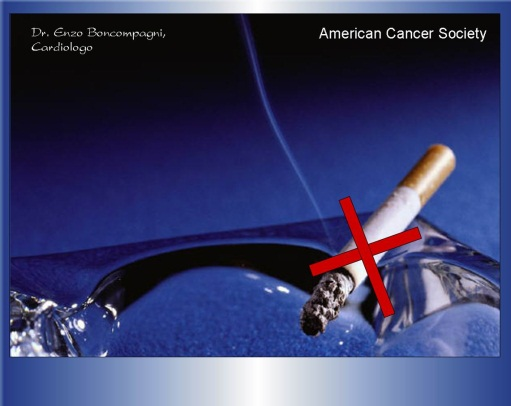 Dr. Enzo Boncompagni,
Cardiologo
American Cancer Society